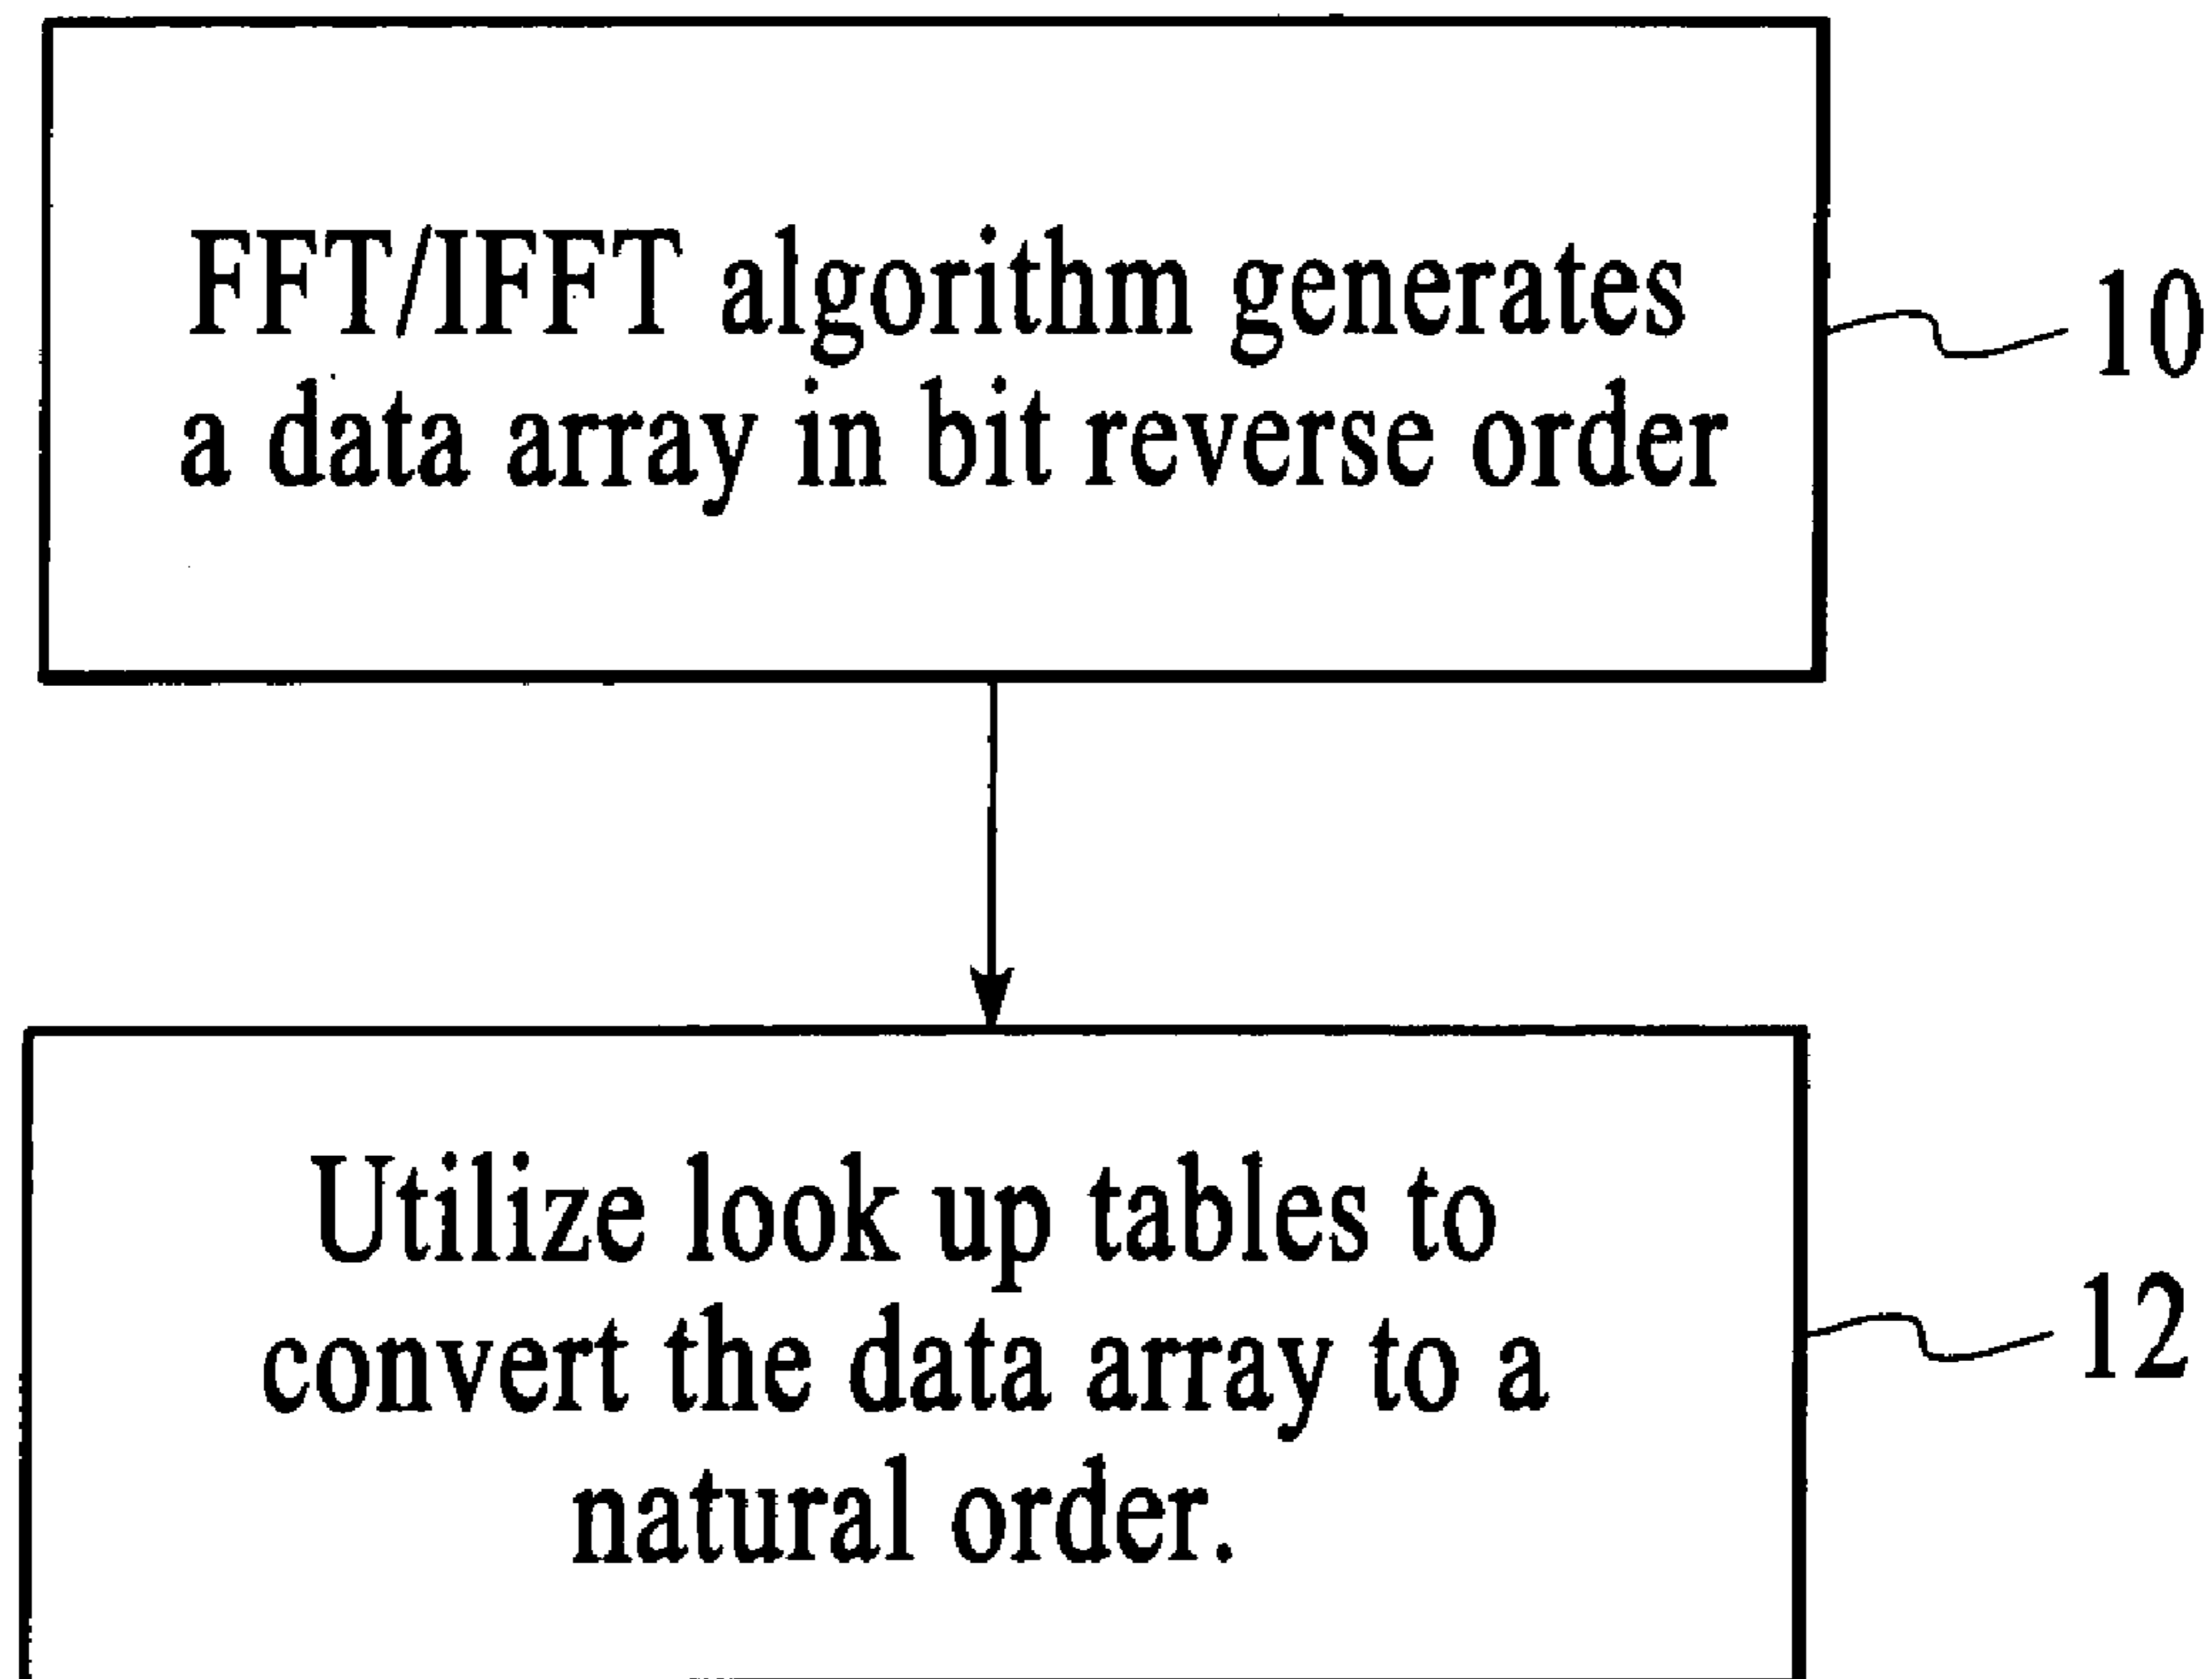 FFT/IFFT algorithm generates
a data array in bit reverse order
10
Utilize look up tables to
convert the data array to a
natural order.
12